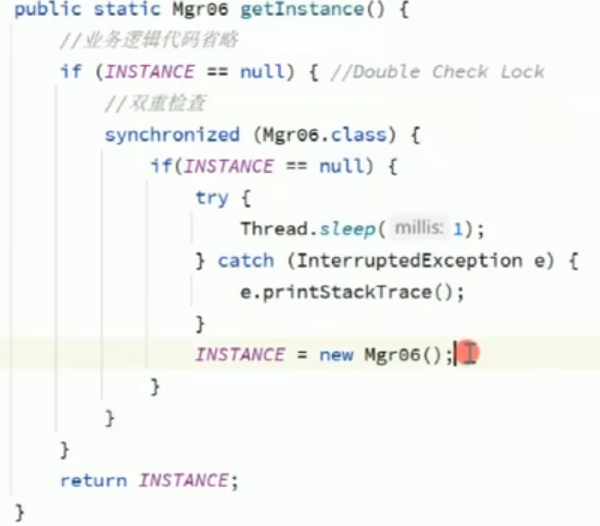 public static Mgr06 getInstance() {
//业务逻辑代码省略
if (INSTANCE == null) { //Double Check Lock
//双重检查
synchronized (Mgr06.class) {
if(INSTANCE == null) {
try {
Thread.sleep( millis: 1);
} catch (InterruptedException e) {
e.printStackTrace();
}
INSTANCE = new Mgr06();
}
}
}
return INSTANCE;
}